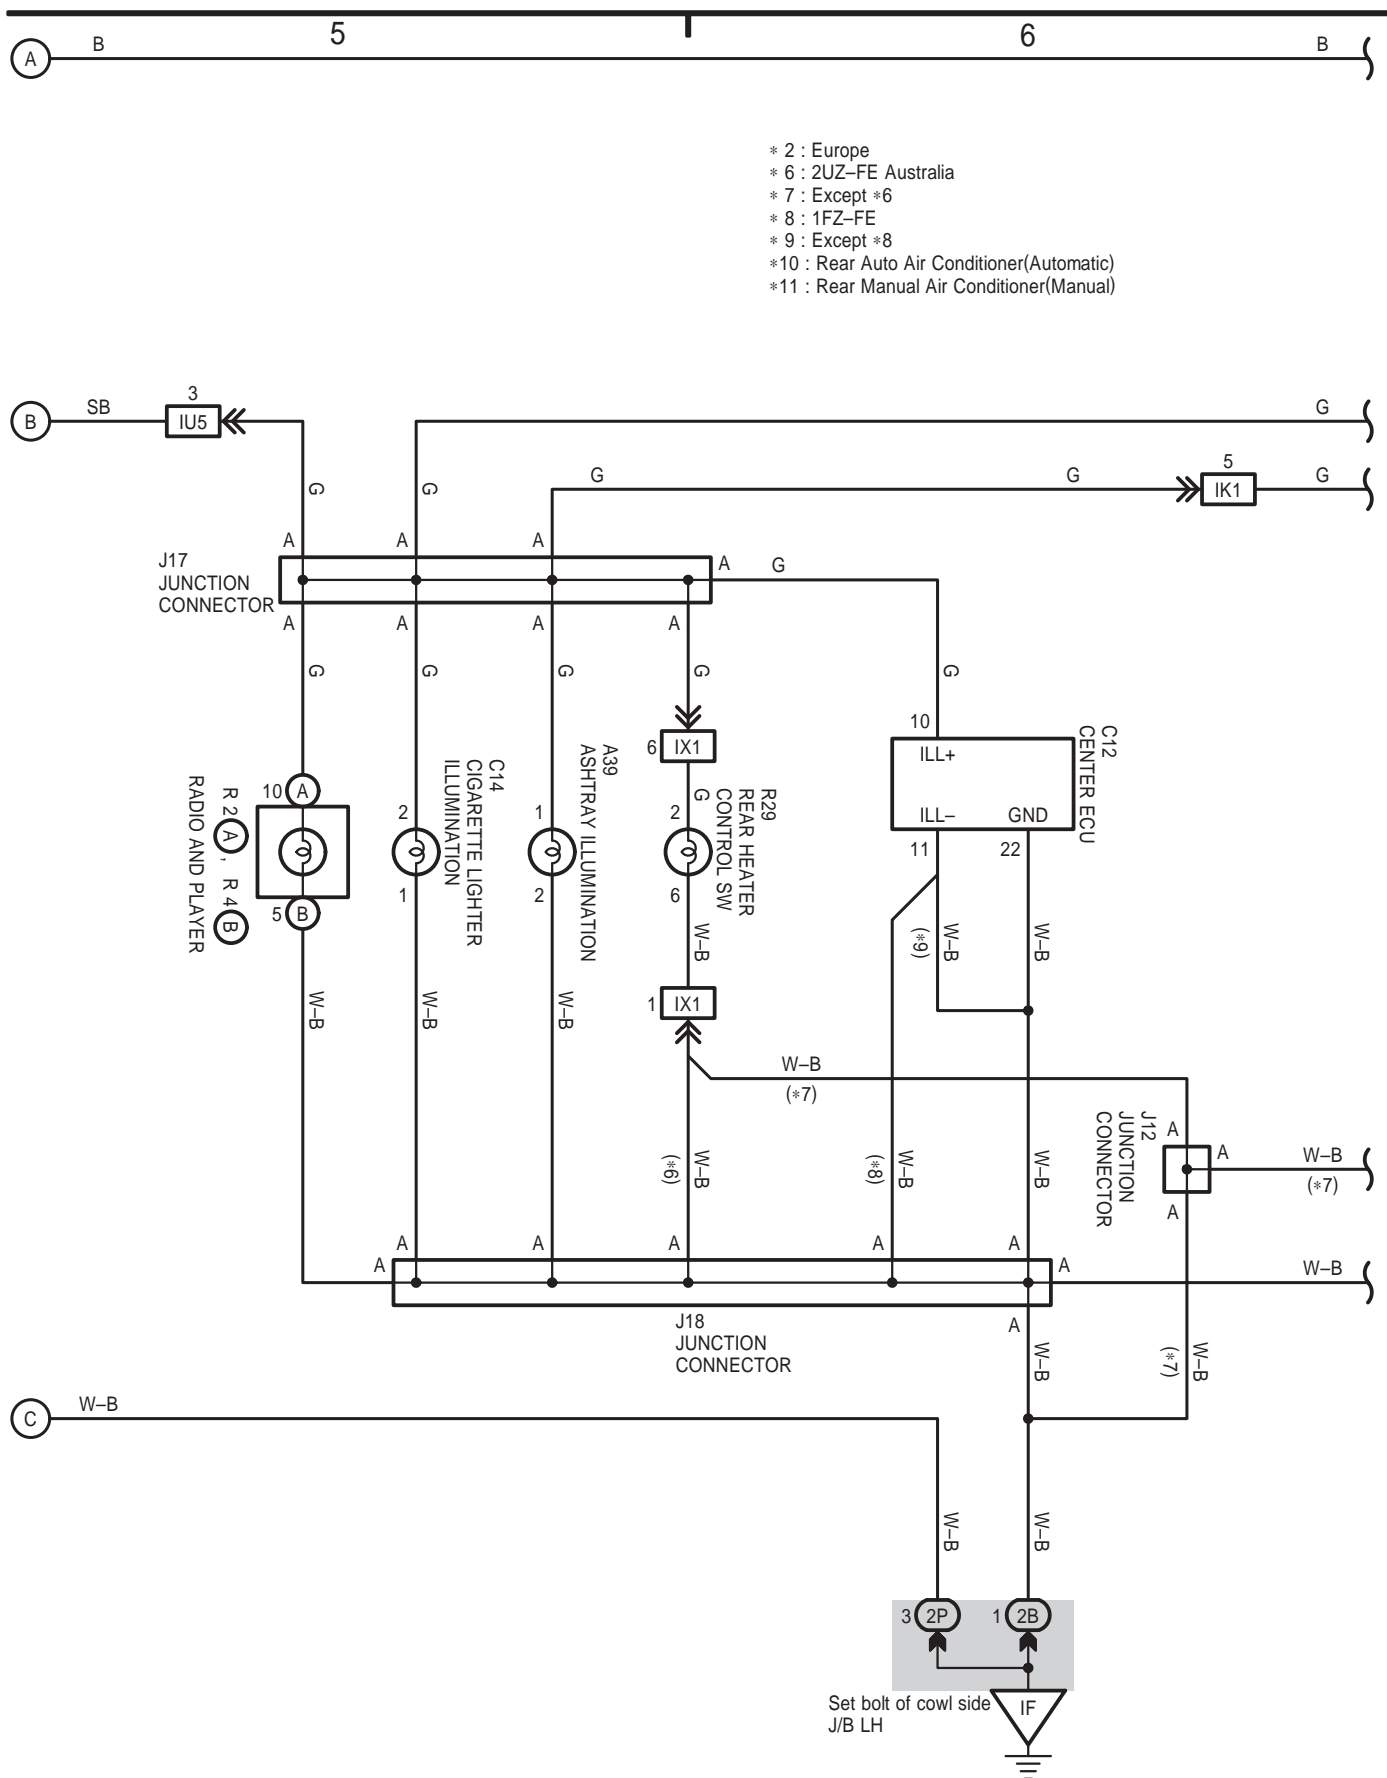 5
6
A
B
B
* 2 : Europe
* 6 : 2UZ–FE Australia
* 7 : Except *6
* 8 : 1FZ–FE
* 9 : Except *8
*10 : Rear Auto Air Conditioner(Automatic)
*11 : Rear Manual Air Conditioner(Manual)
B
SB
3
IU5
G
G
G
5
IK1
G
G
G
A
A
A
J17
JUNCTION
CONNECTOR
A
G
A
A
A
A
G
G
G
G
G
10
A
R 2 A , R 4 B
RADIO AND PLAYER
5
B
C14
CIGARETTE LIGHTER
ILLUMINATION
2
1
A39
ASHTRAY ILLUMINATION
1
2
6
IX1
G
R29
REAR HEATER
CONTROL SW
2
6
W–B
1
IX1
10
ILL+
C12
CENTER ECU
ILL–
GND
11
22
W–B
(*9)
W–B
W–B
W–B
W–B
W–B
(*7)
W–B
(*6)
W–B
(*8)
W–B
J12
JUNCTION
CONNECTOR
A
A
W–B
(*7)
A
A
A
A
A
A
A
A
W–B
J18
JUNCTION
CONNECTOR
A
W–B
W–B
(*7)
C
W–B
W–B
W–B
3
2P
1
2B
Set bolt of cowl side
J/B LH
IF